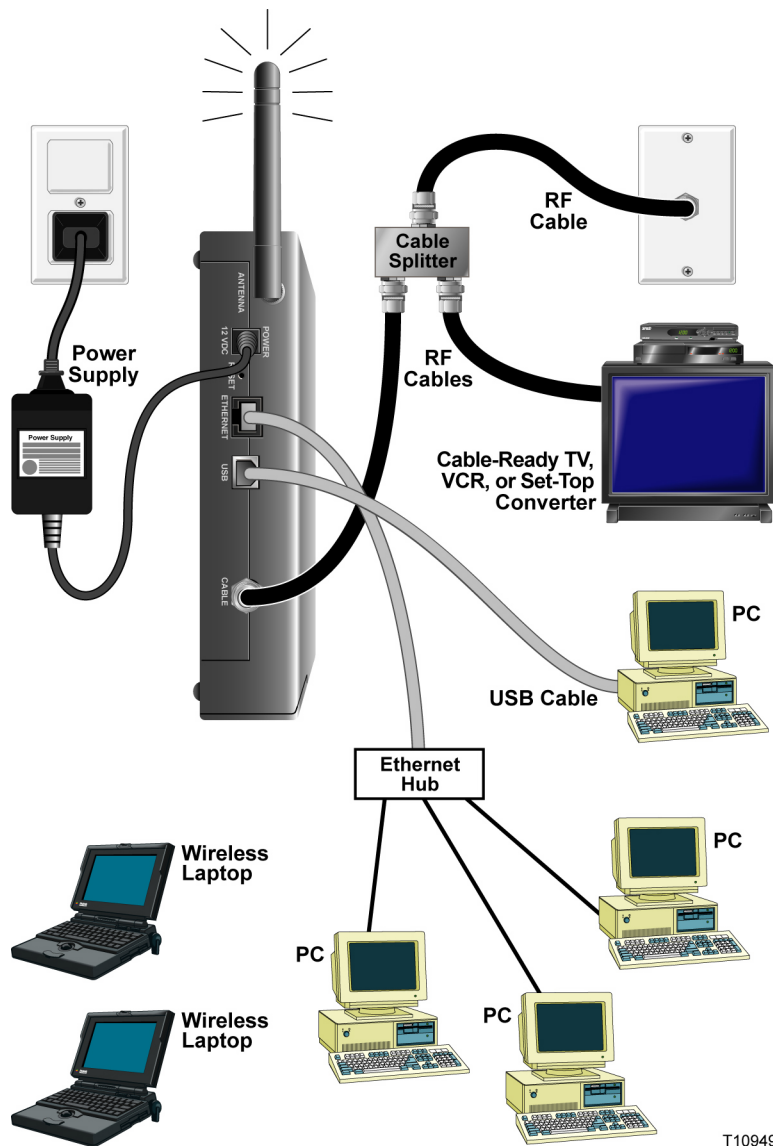 RF
Cable
Cable
Splitter
ANTENNA
POWER
12 VDC
Power
Supply
RF
Cables
ETHERNET
Power Supply
USB
Cable-Ready TV,
VCR, or Set-Top
Converter
CABLE
PC
USB Cable
Ethernet
Hub
Wireless
Laptop
PC
PC
Wireless
Laptop
PC
T10949